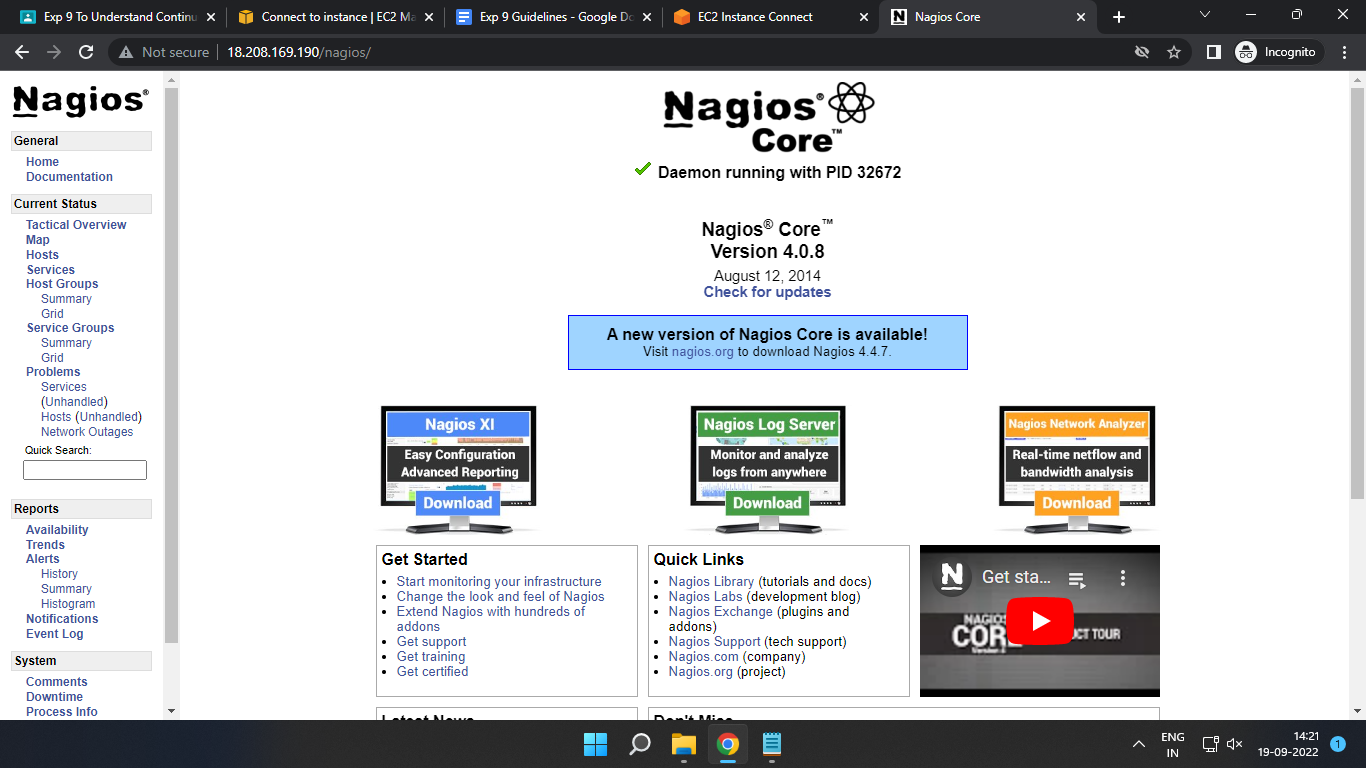 Exp 9 To Understand Continu
Connect to instance | EC2 Ma
Exp 9 Guidelines - Google Do
EC2 Instance Connect
Nagios Core
Not secure
18.208.169.190/nagios/
Incognito
Nagios®
General
Home
Documentation
Current Status
Tactical Overview
Map
Hosts
Services
Host Groups
Summary
Grid
Service Groups
Summary
Grid
Problems
Services
(Unhandled)
Hosts (Unhandled)
Network Outages
Quick Search:
Reports
Availability
Trends
Alerts
History
Summary
Histogram
Notifications
Event Log
System
Comments
Downtime
Process Info
Nagios®
Core™
Daemon running with PID 32672
Nagios® Core™
Version 4.0.8
August 12, 2014
Check for updates
A new version of Nagios Core is available!
Visit nagios.org to download Nagios 4.4.7.
Nagios XI
Easy Configuration
Advanced Reporting
Download
Nagios Log Server
Monitor and analyze
logs from anywhere
Download
Nagios Network Analyzer
Real-time netflow and
bandwidth analysis
Download
Get Started
• Start monitoring your infrastructure
• Change the look and feel of Nagios
• Extend Nagios with hundreds of
addons
• Get support
• Get training
• Get certified
Quick Links
• Nagios Library (tutorials and docs)
• Nagios Labs (development blog)
• Nagios Exchange (plugins and
addons)
• Nagios Support (tech support)
• Nagios.com (company)
• Nagios.org (project)
N
Get sta...
NAGIOS
CORE
UCT TOUR
Latest News
Don't Miss
ENG
IN
14:21
19-09-2022
1